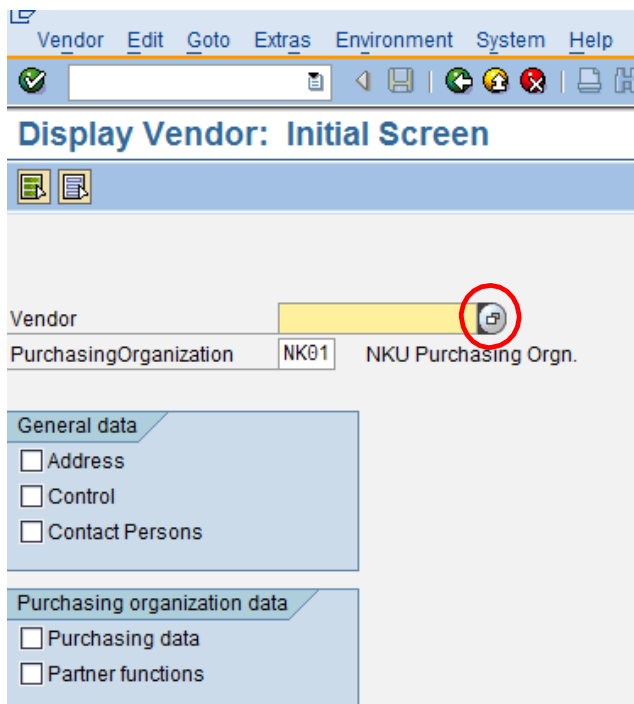 Vendor Edit Goto Extras Environment System Help
Display Vendor: Initial Screen
Vendor
PurchasingOrganization NK01 NKU Purchasing Orgn.
General data
Address
Control
Contact Persons
Purchasing organization data
Purchasing data
Partner functions